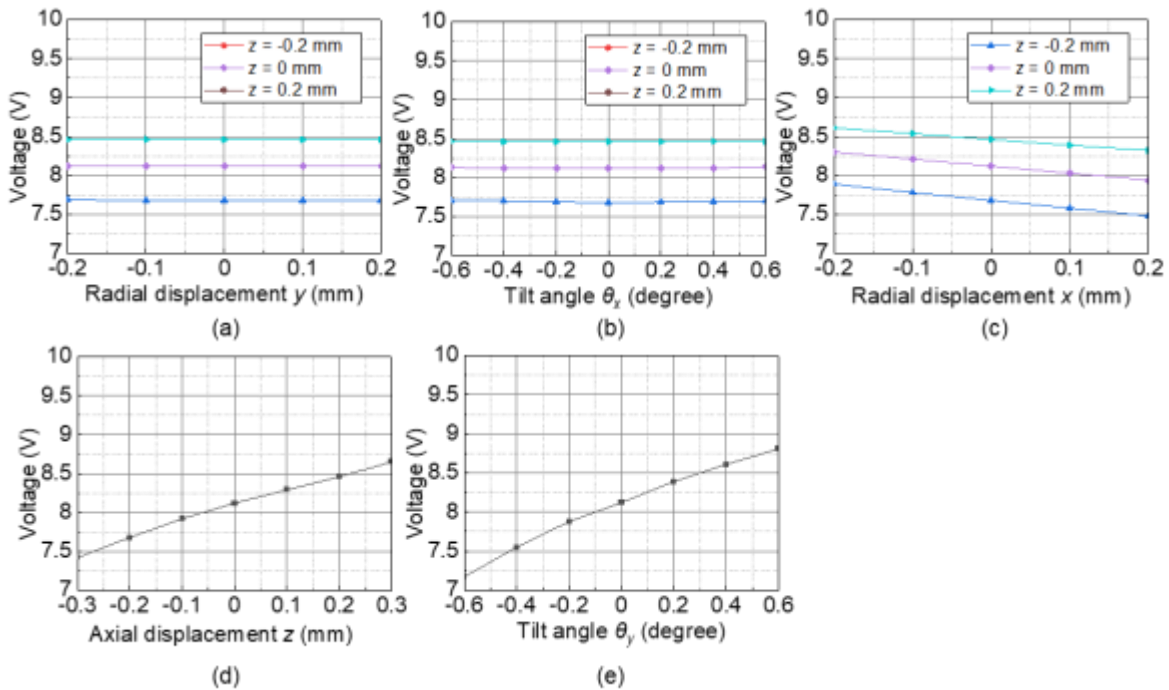 10
9.5
9
8.5
8
7.5
7
Voltage (V)
z = -0.2 mm
z = 0 mm
z = 0.2 mm
-0.2 -0.1 0 0.1 0.2
Radial displacement y (mm)
(a)
10
9.5
9
8.5
8
7.5
7
Voltage (V)
z = -0.2 mm
z = 0 mm
z = 0.2 mm
-0.6 -0.4 -0.2 0 0.2 0.4 0.6
Tilt angle θx (degree)
(b)
10
9.5
9
8.5
8
7.5
7
Voltage (V)
z = -0.2 mm
z = 0 mm
z = 0.2 mm
-0.2 -0.1 0 0.1 0.2
Radial displacement x (mm)
(c)
10
9.5
9
8.5
8
7.5
7
Voltage (V)
-0.3 -0.2 -0.1 0 0.1 0.2 0.3
Axial displacement z (mm)
(d)
10
9.5
9
8.5
8
7.5
7
Voltage (V)
-0.6 -0.4 -0.2 0 0.2 0.4 0.6
Tilt angle θy (degree)
(e)